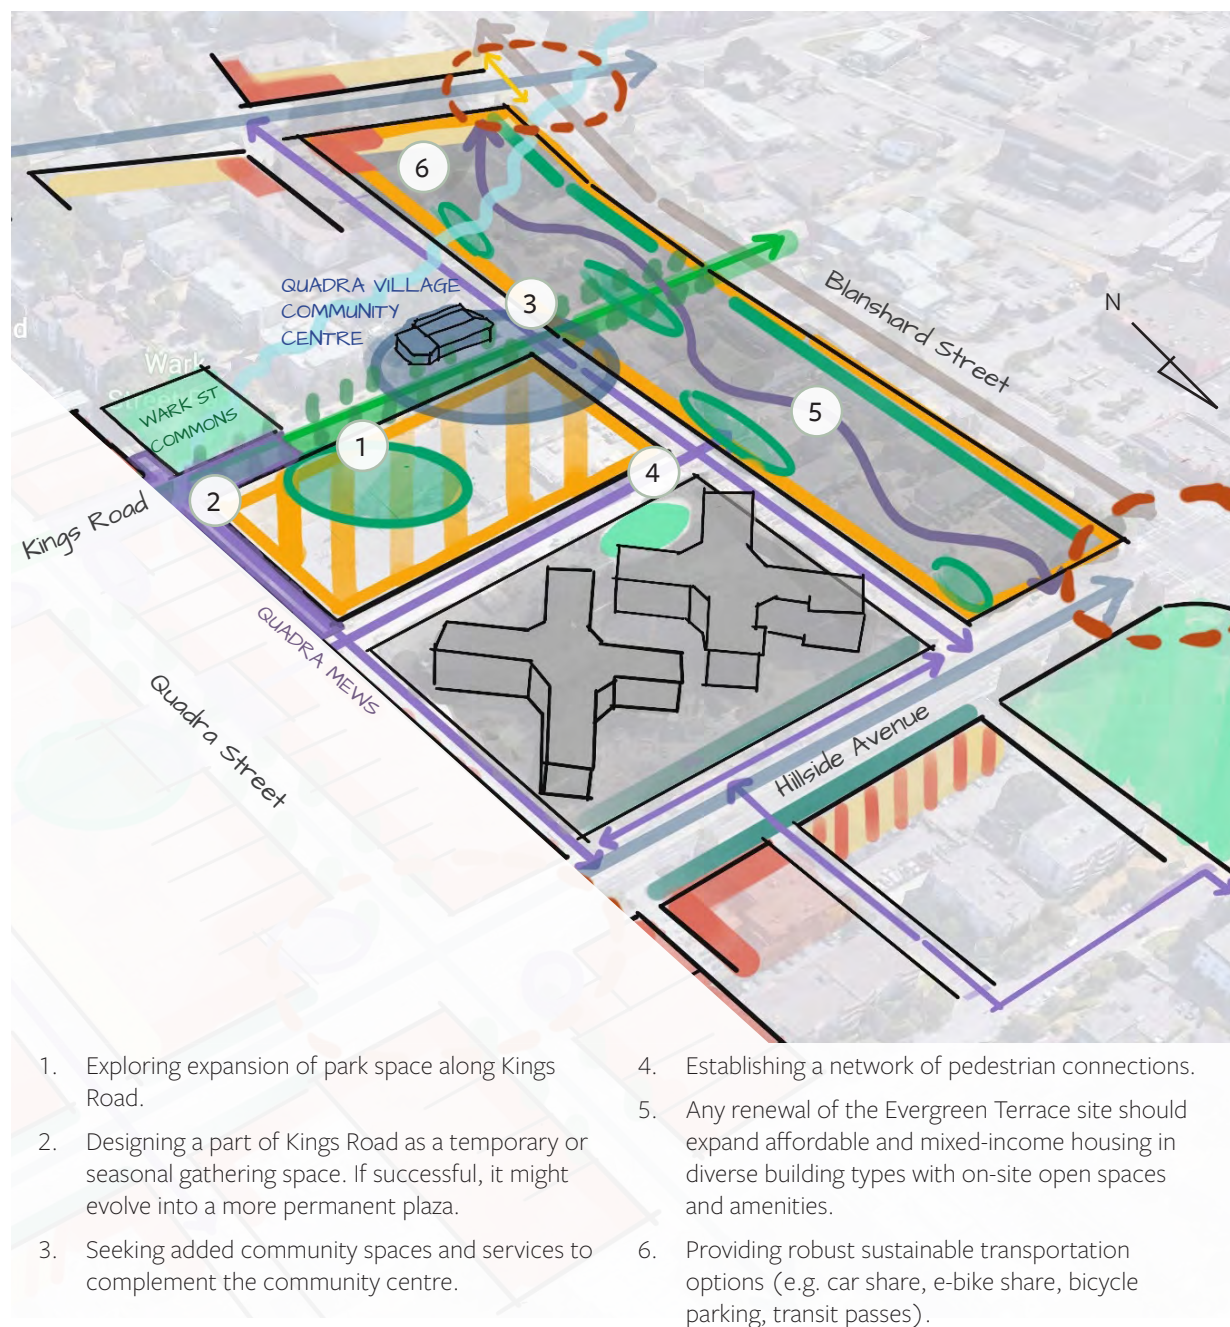 6
QUADRA VILLAGE
COMMUNITY
CENTRE
3
Blanshard Street
N
d
Wark
WARK ST
COMMONS
5
1
4
2
Kings Road
QUADRA MEWS
Quadra Street
Hillside Avenue
1. Exploring expansion of park space along Kings
Road.
2. Designing a part of Kings Road as a temporary or
seasonal gathering space. If successful, it might
evolve into a more permanent plaza.
3. Seeking added community spaces and services to
complement the community centre.
4. Establishing a network of pedestrian connections.
5. Any renewal of the Evergreen Terrace site should
expand affordable and mixed-income housing in
diverse building types with on-site open spaces
and amenities.
6. Providing robust sustainable transportation
options (e.g. car share, e-bike share, bicycle
parking, transit passes).